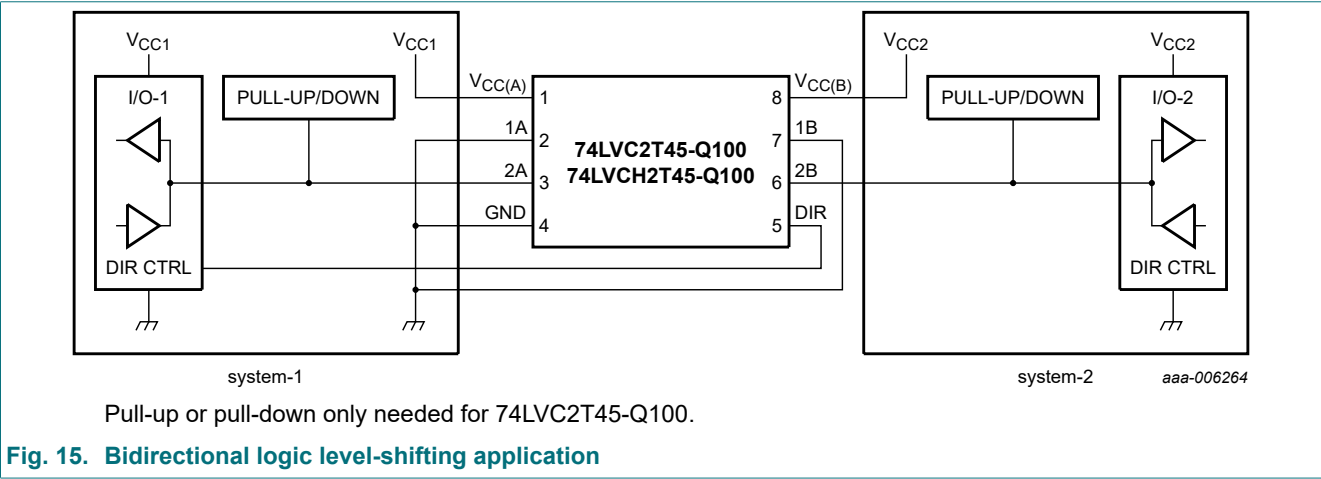 VCC1
VCC1
VCC2
VCC2
I/O-1
PULL-UP/DOWN
VCC(A)
1
8
VCC(B)
PULL-UP/DOWN
I/O-2
1A
2
74LVC2T45-Q100
7
1B
2A
3
74LVCH2T45-Q100
6
2B
GND
4
5
DIR
DIR CTRL
DIR CTRL
system-1
system-2
aaa-006264
Pull-up or pull-down only needed for 74LVC2T45-Q100.
Fig. 15. Bidirectional logic level-shifting application